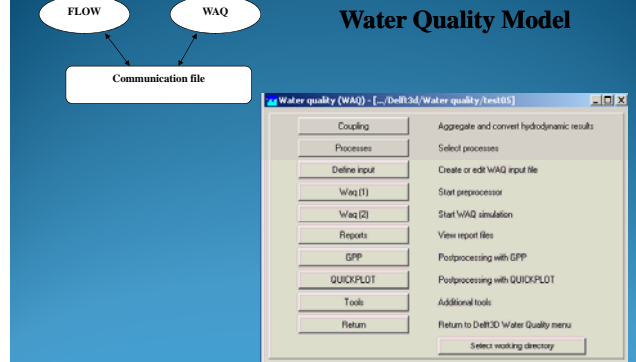 FLOW
WAQ
Water Quality Model
Communication file
Water quality (WAQ) - [.../Delft3d/Water quality/test05]
Coupling Aggregate and convert hydrodynamic results
Processes Select processes
Define input Create or edit WAQ input file
Waq (1) Start preprocessor
Waq (2) Start WAQ simulation
Reports View report files
GPP Postprocessing with GPP
QUICKPLOT Postprocessing with QUICKPLOT
Tools Additional tools
Return Return to Delft3D Water Quality menu
Select working directory